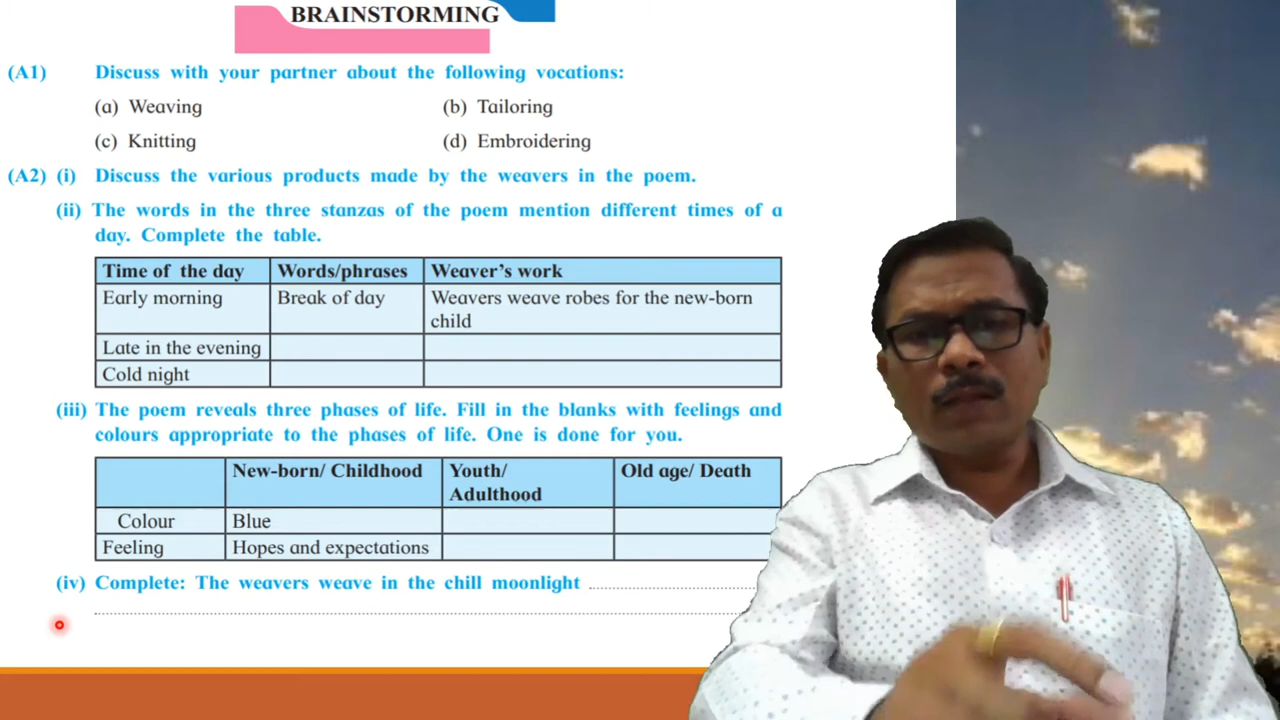 BRAINSTORMING
(A1) Discuss with your partner about the following vocations:
(a) Weaving (b) Tailoring
(c) Knitting (d) Embroidering
(A2) (i) Discuss the various products made by the weavers in the poem.
(ii) The words in the three stanzas of the poem mention different times of a
day. Complete the table.
Time of the day Words/phrases Weaver's work
Early morning Break of day Weavers weave robes for the new-born
child
Late in the evening
Cold night
(iii) The poem reveals three phases of life. Fill in the blanks with feelings and
colours appropriate to the phases of life. One is done for you.
New-born/ Childhood Youth/ Old age/ Death
Adulthood
Colour Blue
Feeling Hopes and expectations
(iv) Complete: The weavers weave in the chill moonlight